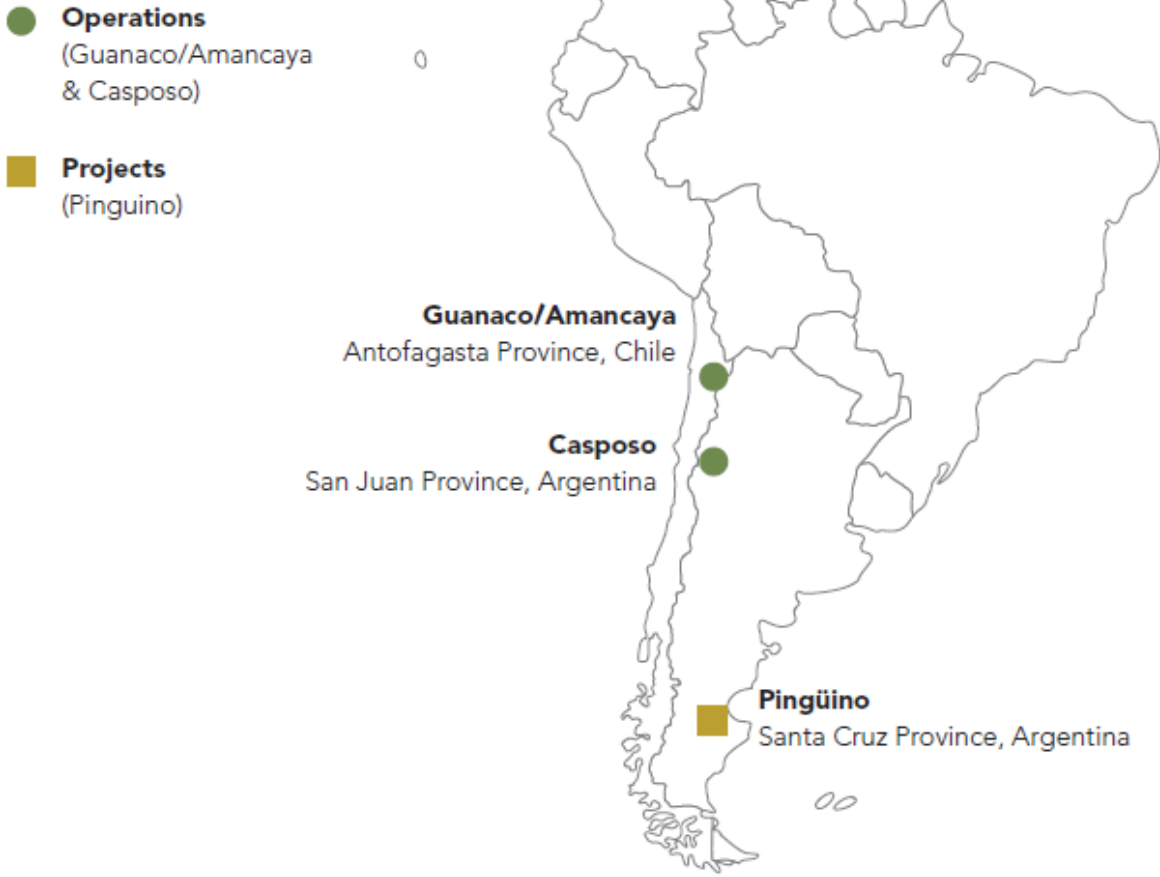 Operations
(Guanaco/Amancaya
& Casposo)
Projects
(Pinguino)
Guanaco/Amancaya
Antofagasta Province, Chile
Casposo
San Juan Province, Argentina
Pingüino
Santa Cruz Province, Argentina